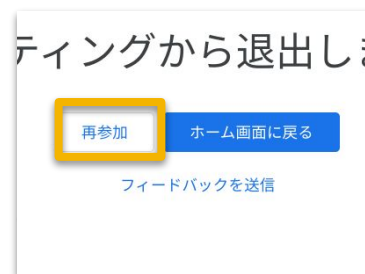 ティングから退出しま
再参加
ホーム画面に戻る
フィードバックを送信